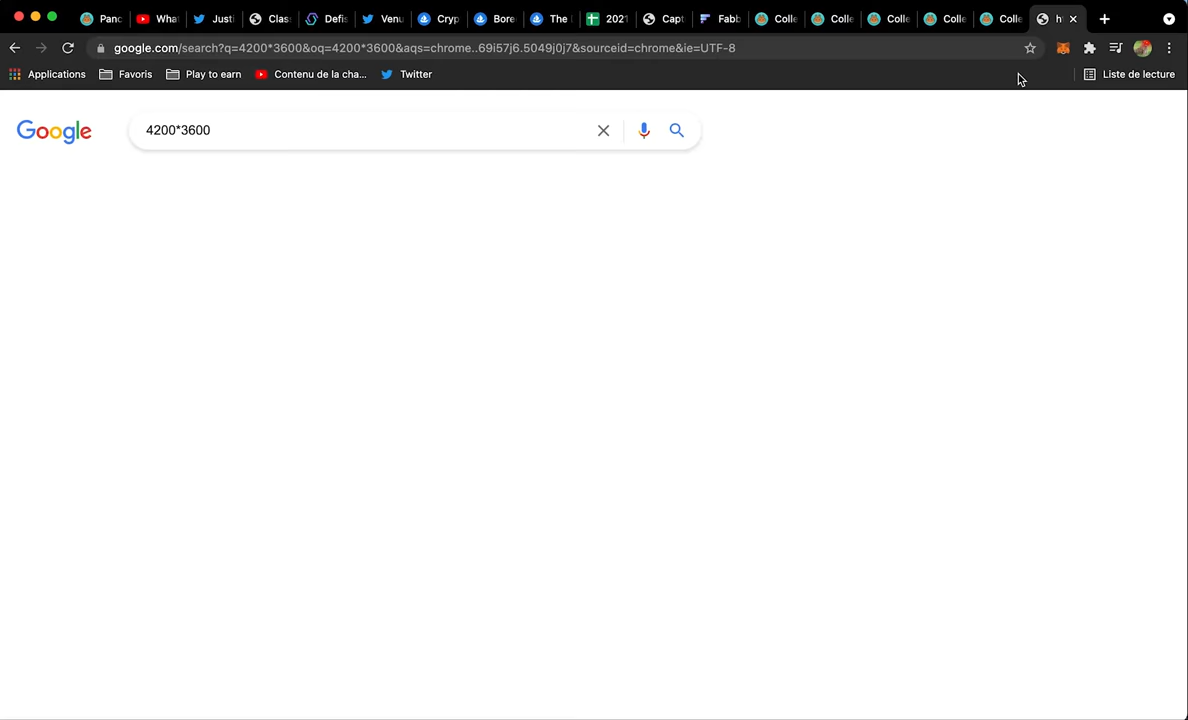 Panc What Justi Clas Defis Venu Cryp Bore The 2021 Capt Fabb Colle Colle Colle Colle Colle h
google.com/search?q=4200*3600&oq=4200*3600&aqs=chrome..69i57j6.5049j0j7&sourceid=chrome&ie=UTF-8
Applications Favoris Play to earn Contenu de la cha... Twitter Liste de lecture
Google 4200*3600